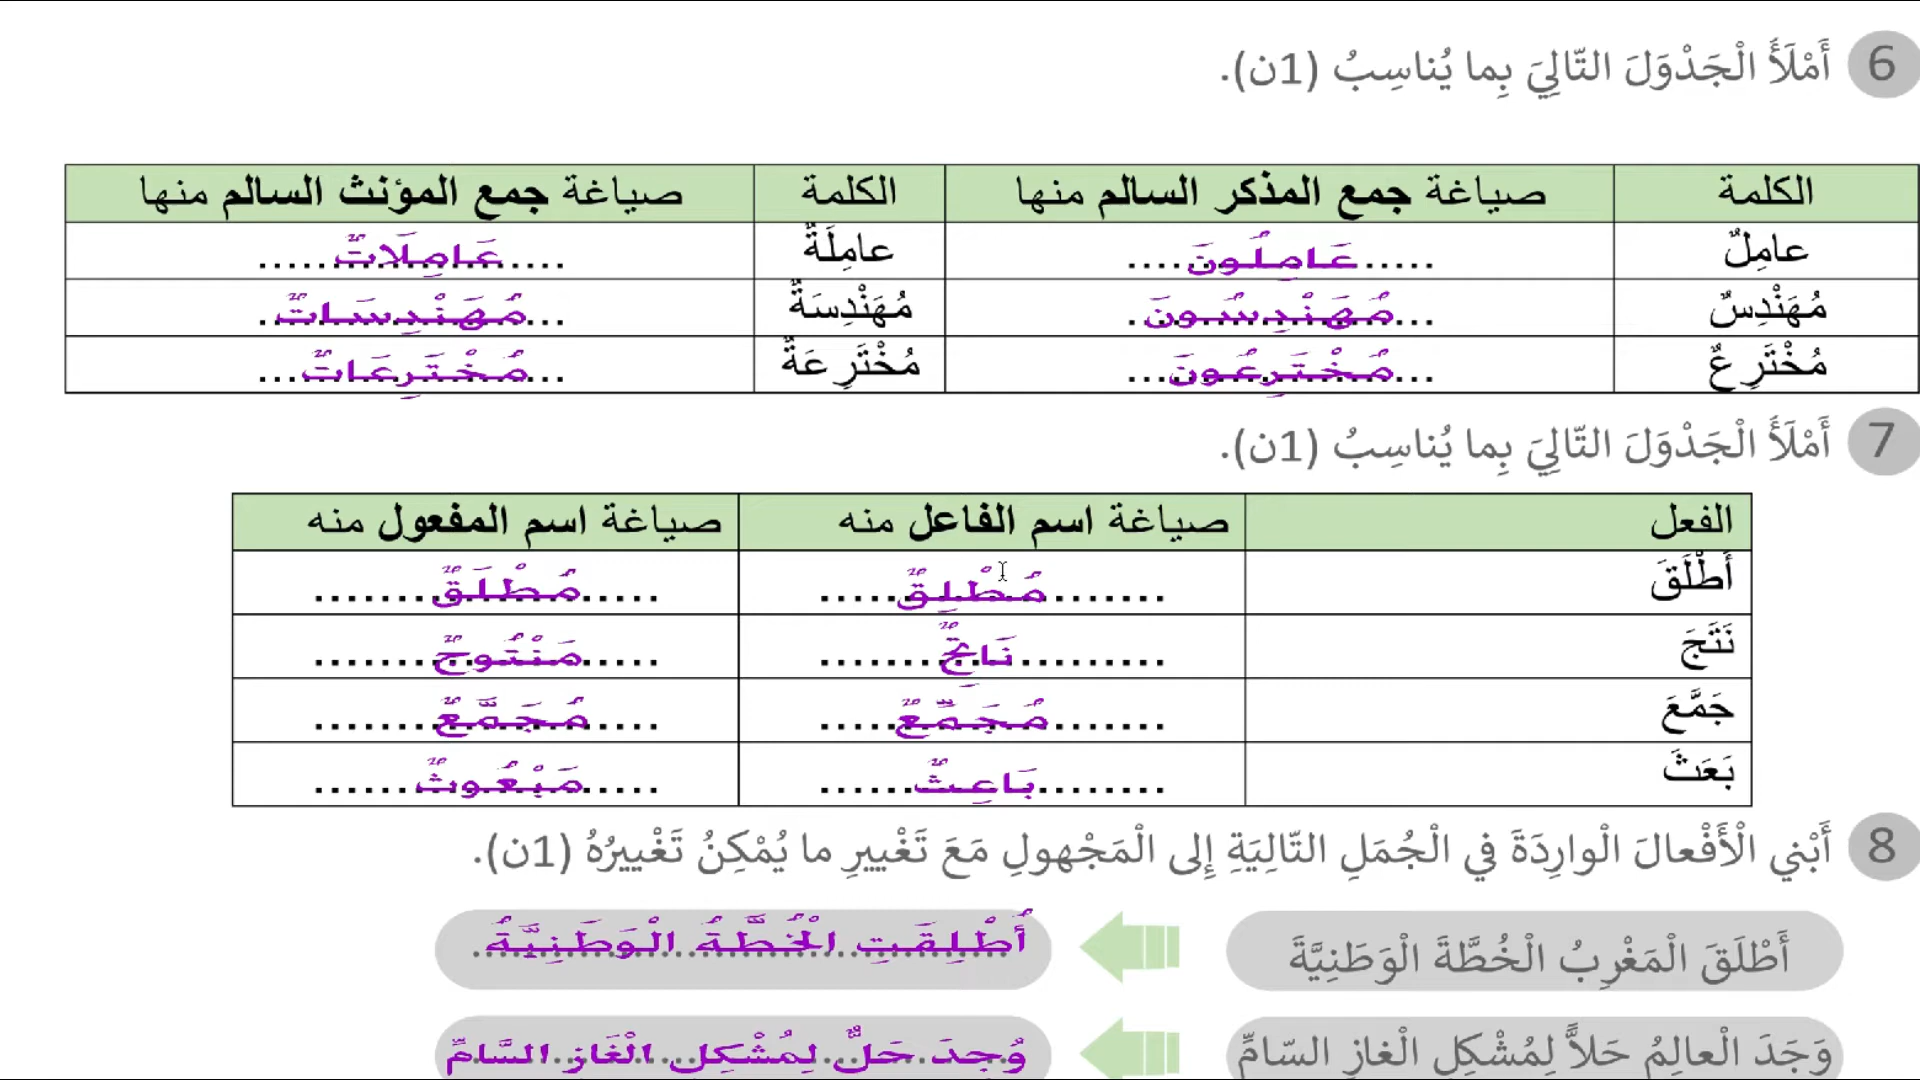 6 أَمْلَأُ الْجَدْوَلَ التّالِيَ بِما يُناسِبُ (1ن).
الكلمة صياغة جمع المذكر السالم منها الكلمة صياغة جمع المؤنث السالم منها
عامِلٌ .....عَامِلُونَ.... عامِلَةٌ ....عَامِلَاتٌ......
مُهَنْدِسٌ ...مُهَنْدِسُونَ. مُهَنْدِسَةٌ ...مُهَنْدِسَاتٌ.
مُخْتَرِعٌ ...مُخْتَرِعُونَ... مُخْتَرِعَةٌ ...مُخْتَرِعَاتٌ...
7 أَمْلَأُ الْجَدْوَلَ التّالِيَ بِما يُناسِبُ (1ن).
الفعل صياغة اسم الفاعل منه صياغة اسم المفعول منه
أَطْلَقَ .......مُطْلِقٌ..... .....مُطْلَقٌ.......
نَتَجَ .........نَاتِجٌ........ .....مَنْتُوجٌ.......
جَمَّعَ .......مُجَمِّعٌ..... .....مُجَمَّعٌ.......
بَعَثَ ........بَاعِثٌ...... .....مَبْعُوثٌ......
8 أَبْني الْأَفْعالَ الْوارِدَةَ في الْجُمَلِ التّالِيَةِ إِلى الْمَجْهولِ مَعَ تَغْييرِ ما يُمْكِنُ تَغْييرُهُ (1ن).
أَطْلَقَ الْمَغْرِبُ الْخُطَّةَ الْوَطَنِيَّةَ أُطْلِقَتِ الْخُطَّةُ الْوَطَنِيَّةُ.
وَجَدَ الْعالِمُ حَلاًّ لِمُشْكِلِ الْغازِ السّامِّ وُجِدَ حَلٌّ لِمُشْكِلِ الْغَازِ السَّامِّ